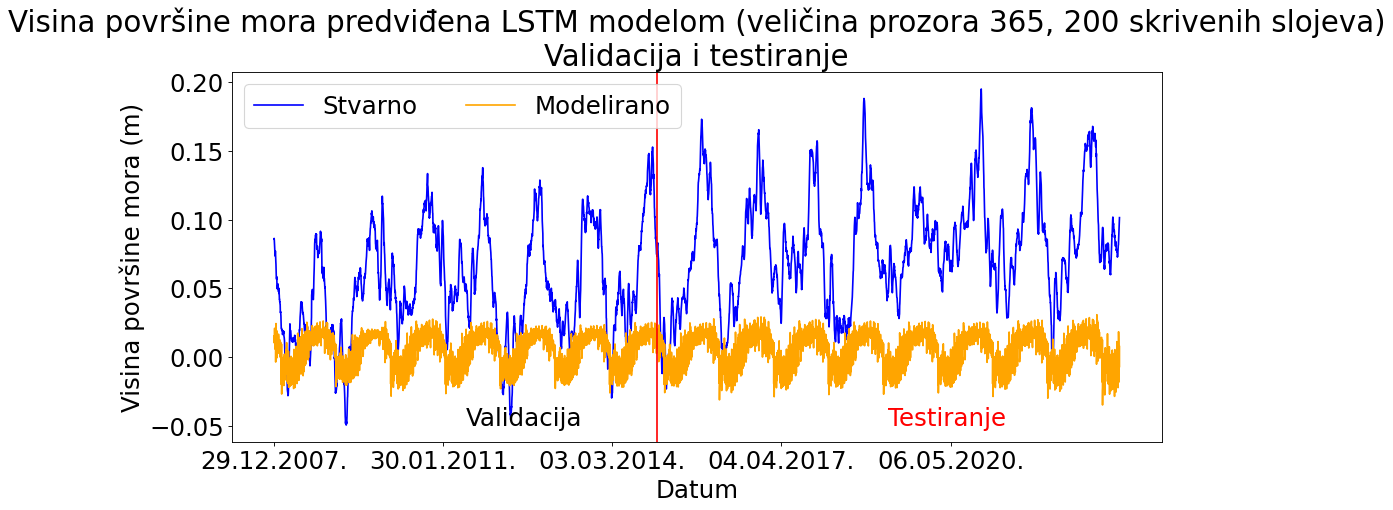 Visina površine mora predviđena LSTM modelom (veličina prozora 365, 200 skrivenih slojeva)
Validacija i testiranje
Stvarno
Modelirano
Visina površine mora (m)
0.20
0.15
0.10
0.05
0.00
−0.05
Validacija
Testiranje
29.12.2007.
30.01.2011.
03.03.2014.
04.04.2017.
06.05.2020.
Datum